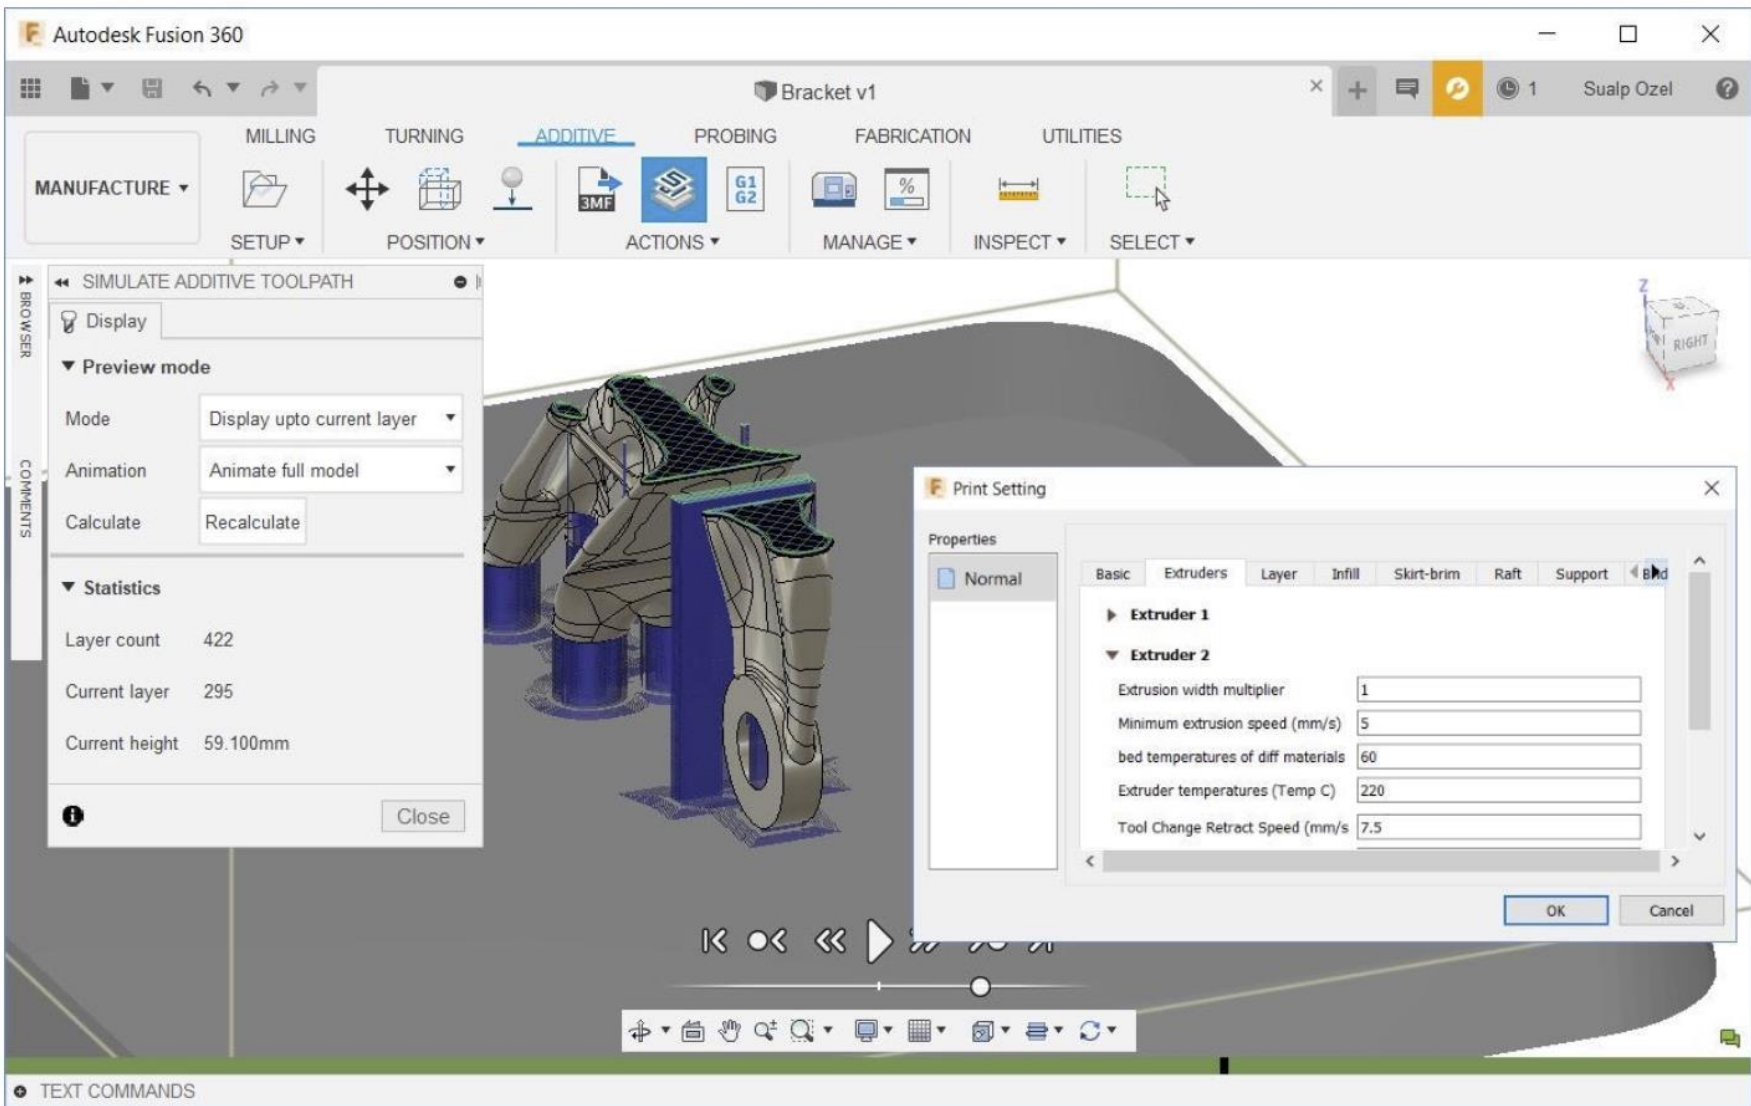 Autodesk Fusion 360
Bracket v1
1
Sualp Ozel
MILLING TURNING ADDITIVE PROBING FABRICATION UTILITIES
MANUFACTURE
3MF
G1
G2
%
SETUP POSITION ACTIONS MANAGE INSPECT SELECT
BROWSER
COMMENTS
SIMULATE ADDITIVE TOOLPATH
Display
Preview mode
Mode Display upto current layer
Animation Animate full model
Calculate Recalculate
Statistics
Layer count 422
Current layer 295
Current height 59.100mm
Close
Z
RIGHT
X
Print Setting
Properties
Normal
Basic Extruders Layer Infill Skirt-brim Raft Support
Extruder 1
Extruder 2
Extrusion width multiplier 1
Minimum extrusion speed (mm/s) 5
bed temperatures of diff materials 60
Extruder temperatures (Temp C) 220
Tool Change Retract Speed (mm/s 7.5
OK Cancel
TEXT COMMANDS